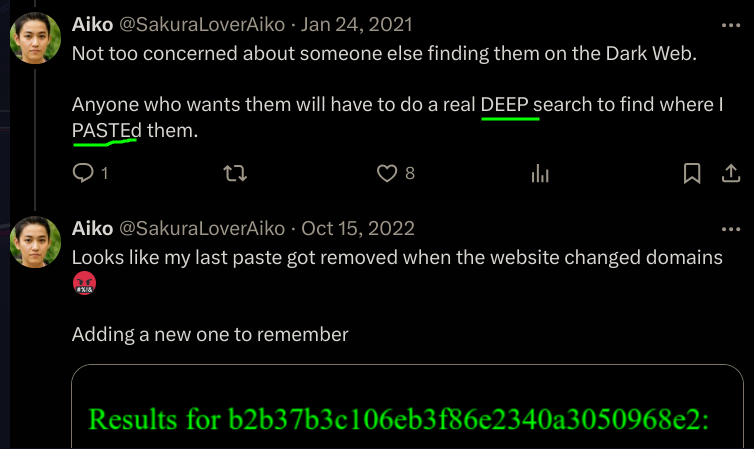 Aiko @SakuraLoverAiko · Jan 24, 2021
Not too concerned about someone else finding them on the Dark Web.
Anyone who wants them will have to do a real DEEP search to find where I
PASTEd them.
1 8
Aiko @SakuraLoverAiko · Oct 15, 2022
Looks like my last paste got removed when the website changed domains
#%!&
Adding a new one to remember
Results for b2b37b3c106eb3f86e2340a3050968e2: